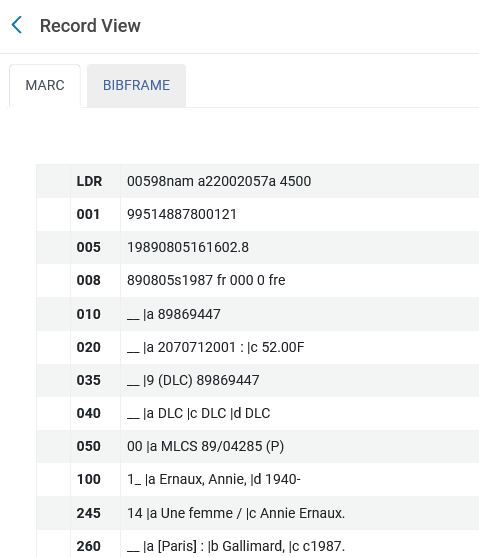 Record View
MARC BIBFRAME
LDR 00598nam a22002057a 4500
001 99514887800121
005 19890805161602.8
008 890805s1987 fr 000 0 fre
010 __ |a 89869447
020 __ |a 2070712001 : |c 52.00F
035 __ |9 (DLC) 89869447
040 __ |a DLC |c DLC |d DLC
050 00 |a MLCS 89/04285 (P)
100 1_ |a Ernaux, Annie, |d 1940-
245 14 |a Une femme / |c Annie Ernaux.
260 __ |a [Paris] : |b Gallimard, |c c1987.